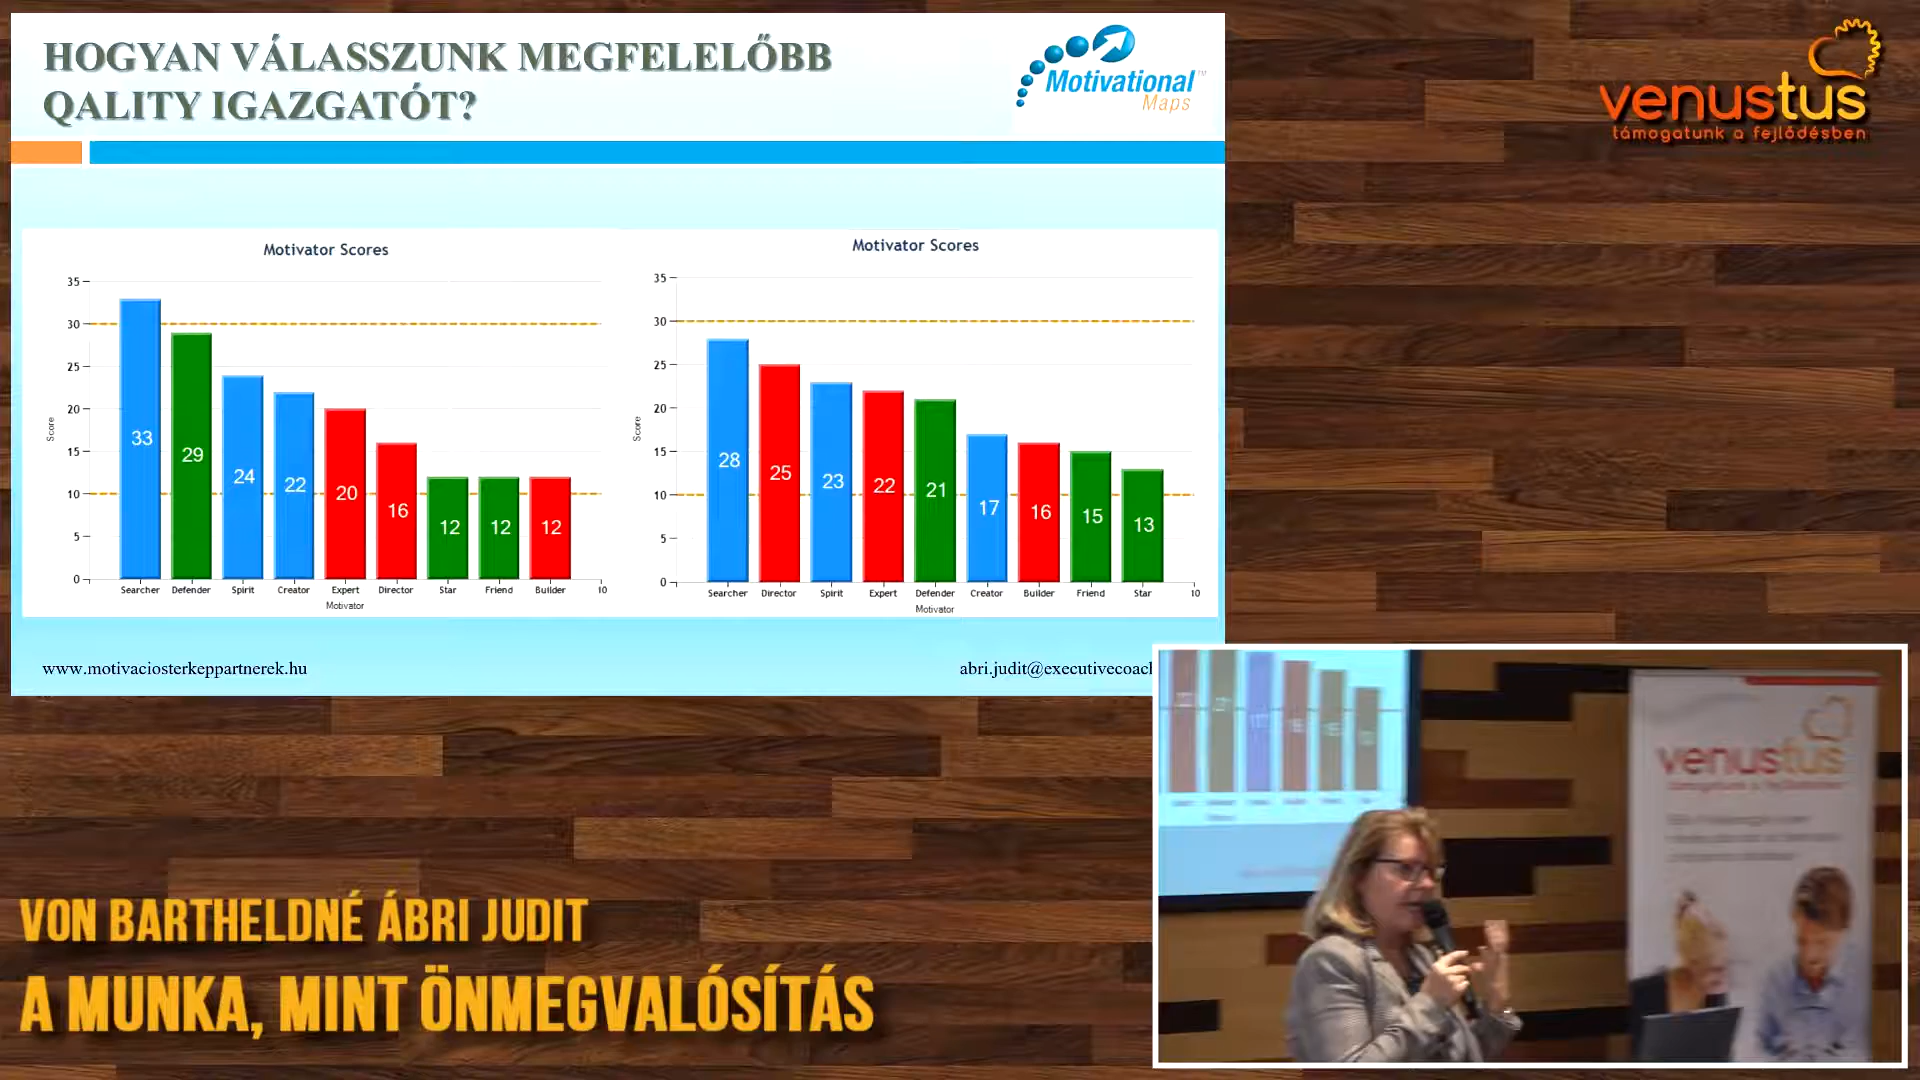 HOGYAN VÁLASSZUNK MEGFELELŐBB
QALITY IGAZGATÓT?
Motivational™
Maps
venustus
támogatunk a fejlődésben
Motivator Scores
35
30
25
20
15
10
5
0
Score
33
29
24
22
20
16
12
12
12
Searcher Defender Spirit Creator Expert Director Star Friend Builder 10
Motivator
Motivator Scores
35
30
25
20
15
10
5
0
Score
28
25
23
22
21
17
16
15
13
Searcher Director Spirit Expert Defender Creator Builder Friend Star 10
Motivator
www.motivaciosterkeppartnerek.hu
abri.judit@executivecoach
venustus
VON BARTHELDNÉ ÁBRI JUDIT
A MUNKA, MINT ÖNMEGVALÓSÍTÁS